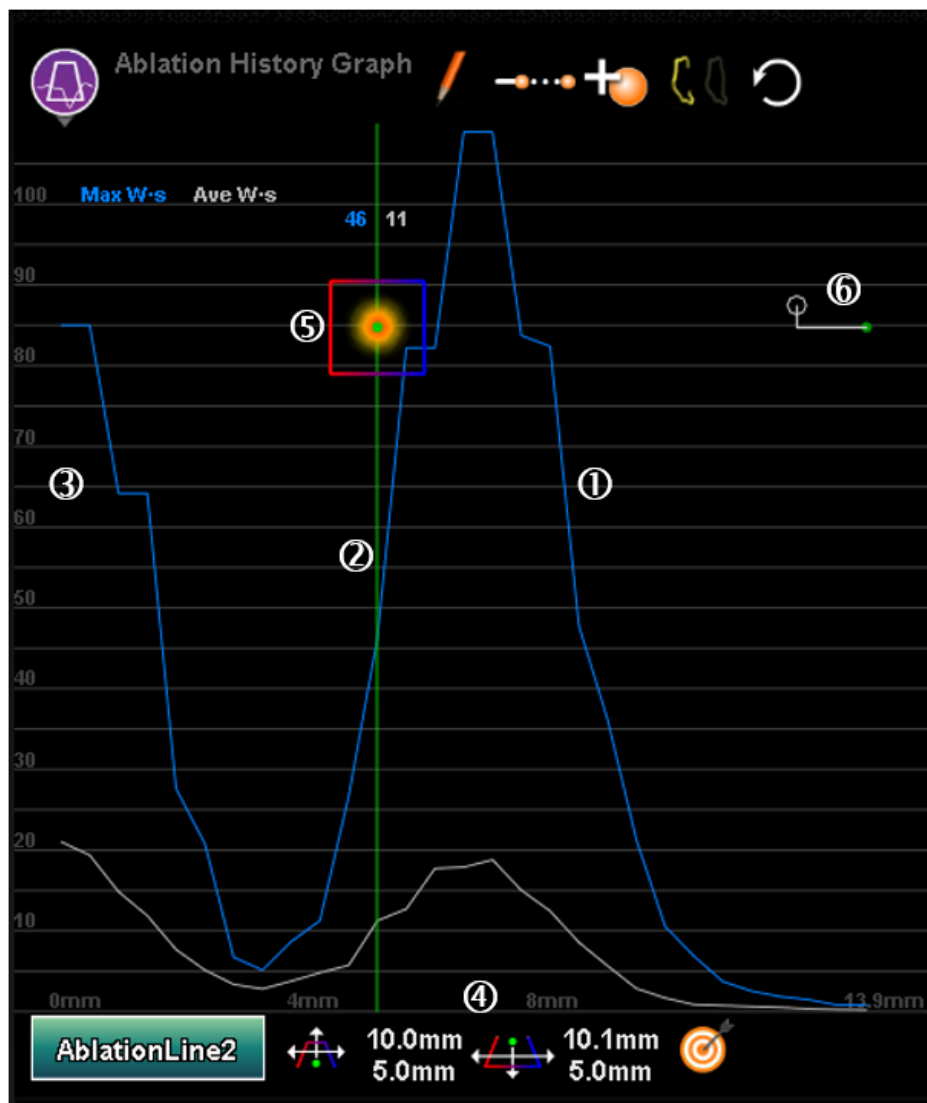 Ablation History Graph
100 Max W·s Ave W·s
46 11
90
⑥
⑤
80
70
③ ①
60
②
50
40
30
20
10
0mm 4mm ④ 8mm 13.9mm
AblationLine2 10.0mm 10.1mm
5.0mm 5.0mm